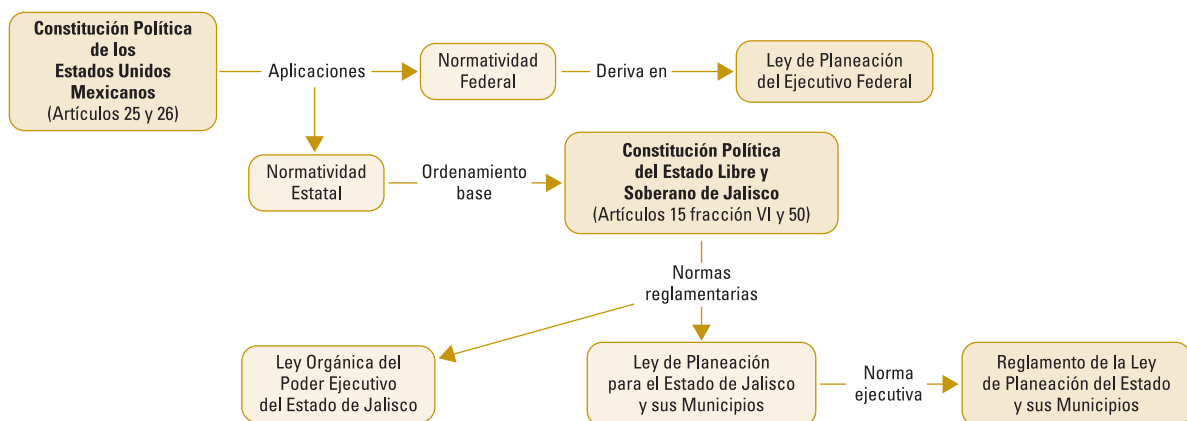 Constitución Política
de los
Estados Unidos
Mexicanos
(Artículos 25 y 26)
Aplicaciones
Normatividad
Federal
Deriva en
Ley de Planeación
del Ejecutivo Federal
Normatividad
Estatal
Ordenamiento
base
Constitución Política
del Estado Libre y
Soberano de Jalisco
(Artículos 15 fracción VI y 50)
Normas
reglamentarias
Ley Orgánica del
Poder Ejecutivo
del Estado de Jalisco
Ley de Planeación
para el Estado de Jalisco
y sus Municipios
Norma
ejecutiva
Reglamento de la Ley
de Planeación del Estado
y sus Municipios